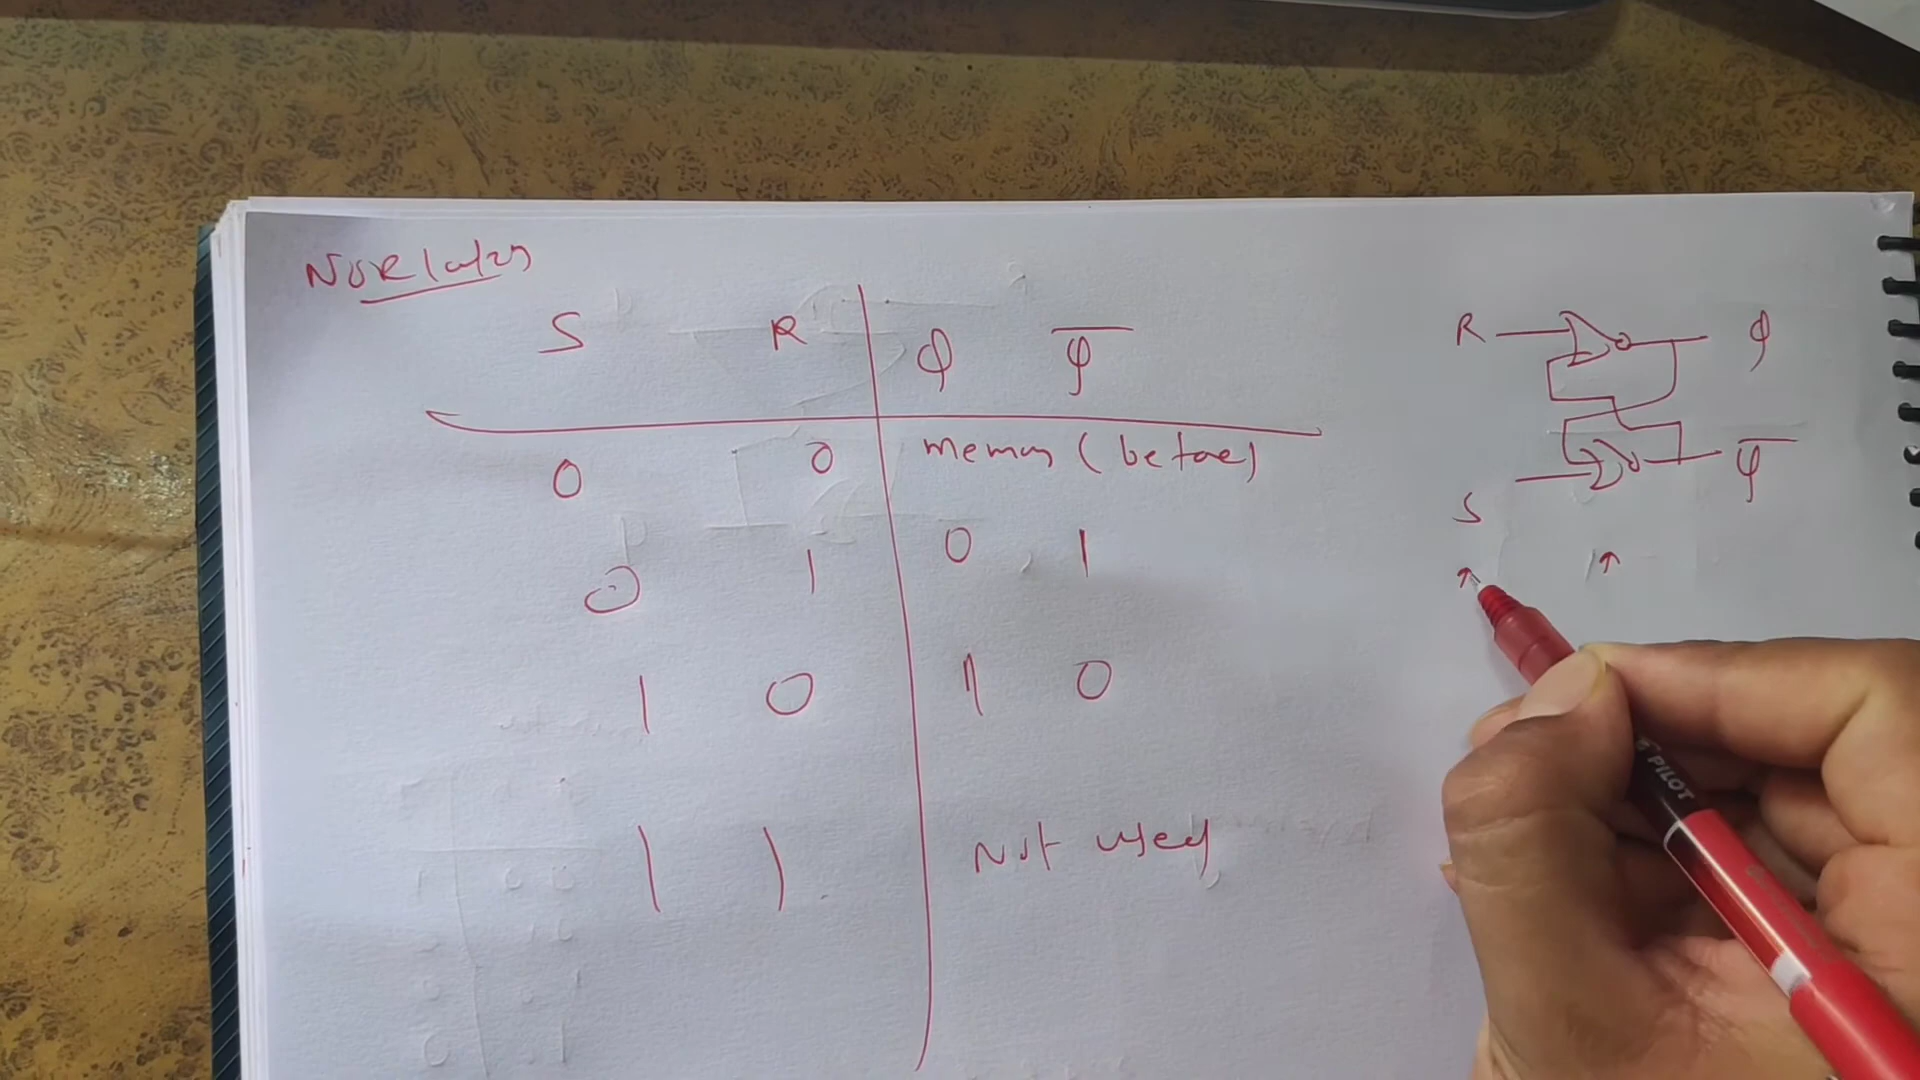 NOR latch
S R Q Q̅
0 0 memory (before)
0 1 0 1
1 0 1 0
1 1 Not used
R Q
Q̅
S
PILOT